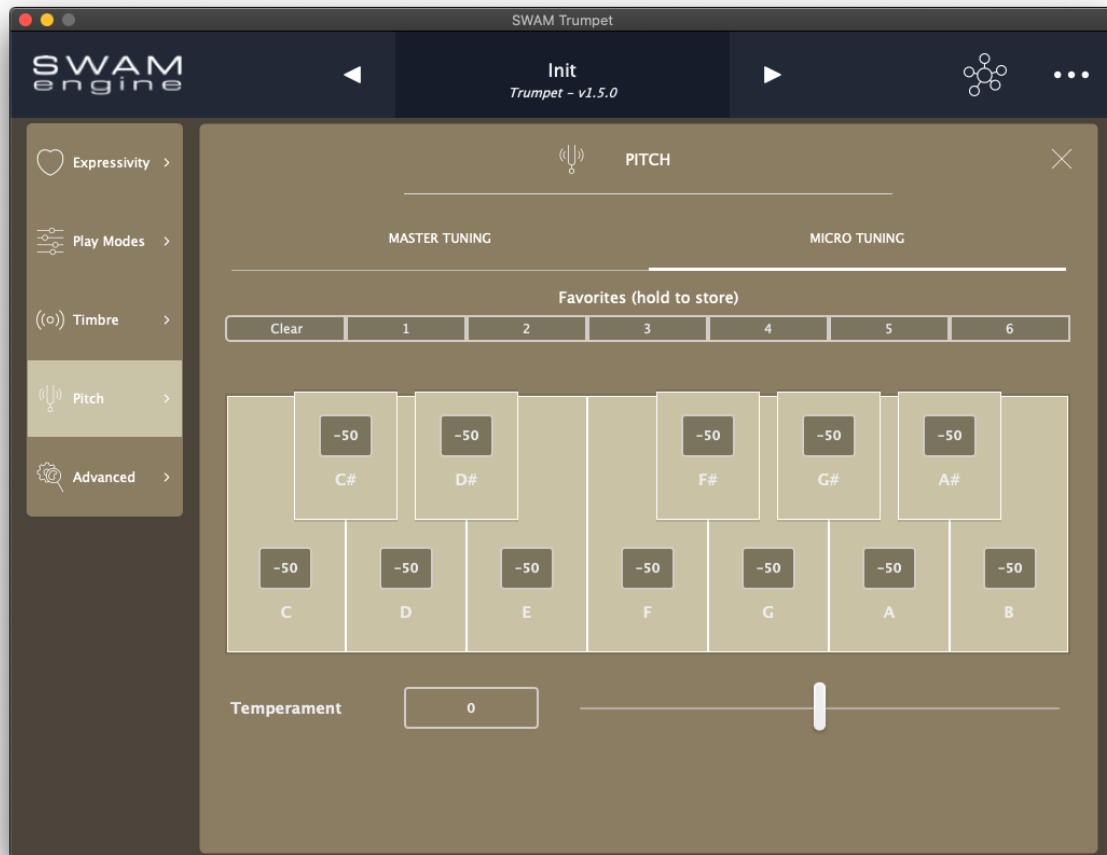 SWAM Trumpet
SWAM
engine
Init
Trumpet – v1.5.0
Expressivity
Play Modes
Timbre
Pitch
Advanced
PITCH
MASTER TUNING
MICRO TUNING
Favorites (hold to store)
Clear 1 2 3 4 5 6
-50 -50 -50 -50 -50
C# D# F# G# A#
-50 -50 -50 -50 -50 -50 -50
C D E F G A B
Temperament 0